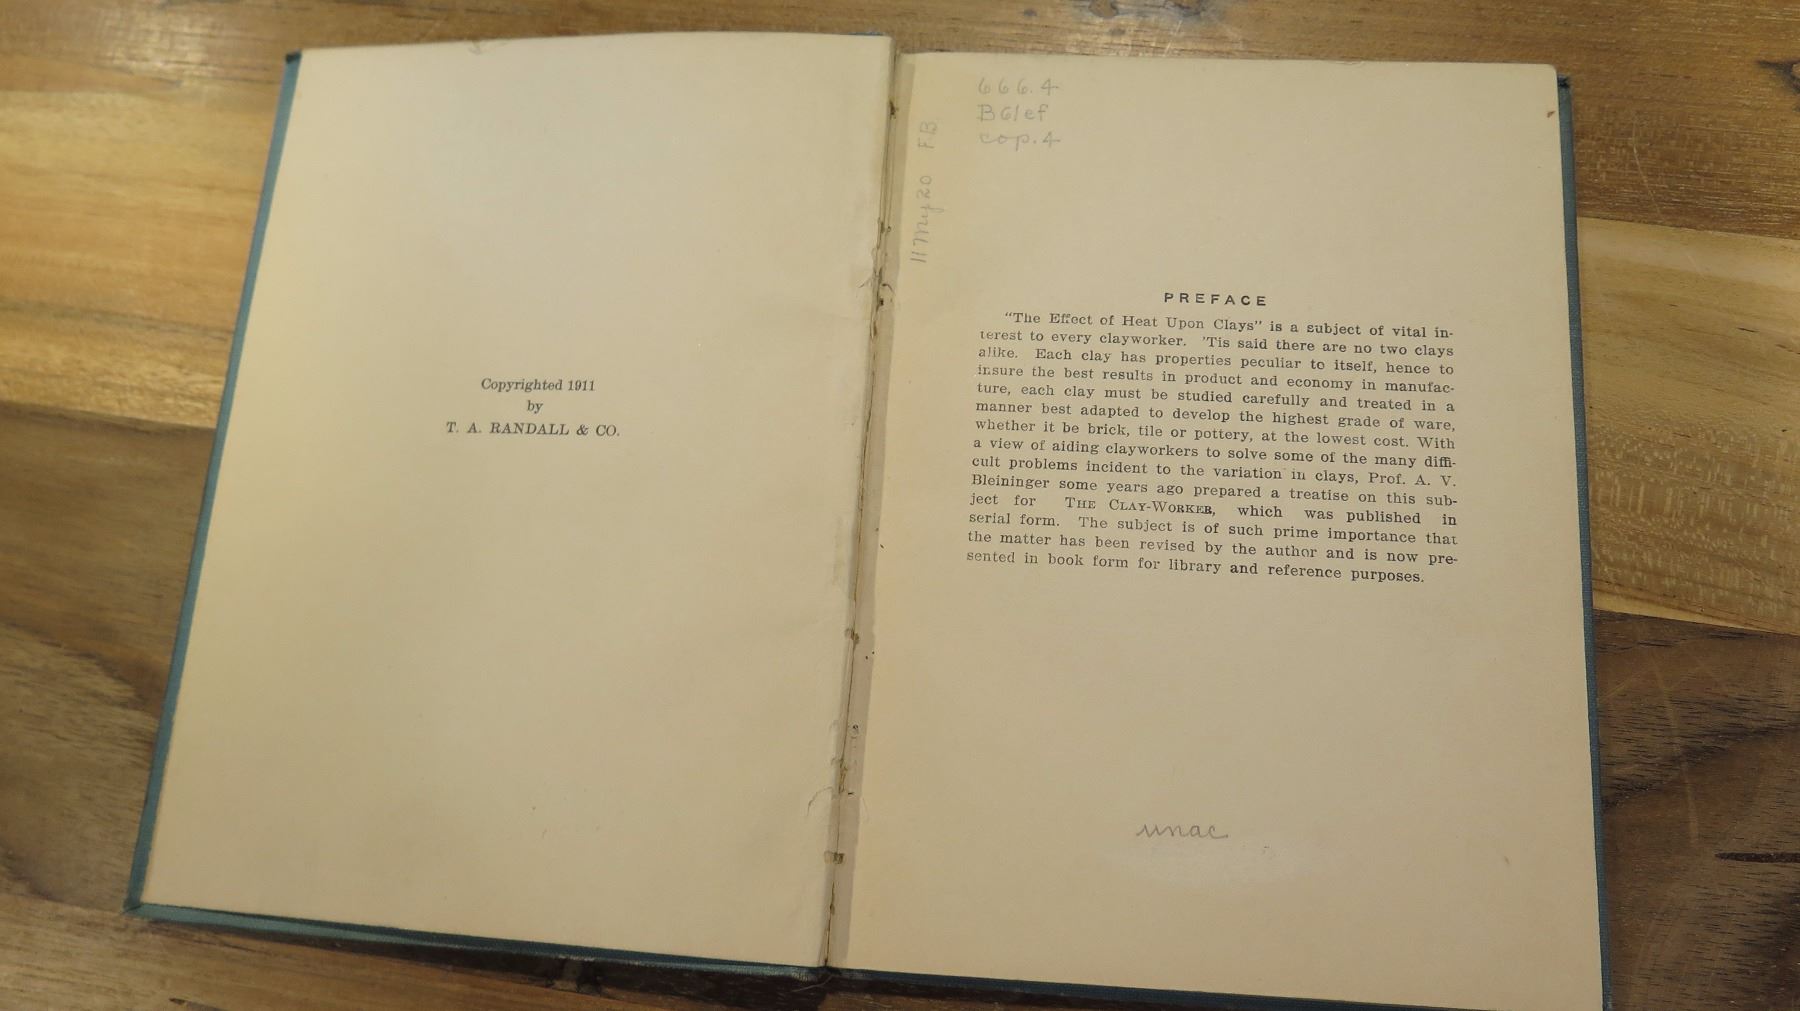 Copyrighted 1911
by
T. A. RANDALL & CO.
666.4
B61ef
cop.4
11 My 20 F.B.
PREFACE
"The Effect of Heat Upon Clays" is a subject of vital in-
terest to every clayworker. 'Tis said there are no two clays
alike. Each clay has properties peculiar to itself, hence to
insure the best results in product and economy in manufac-
ture, each clay must be studied carefully and treated in a
manner best adapted to develop the highest grade of ware,
whether it be brick, tile or pottery, at the lowest cost. With
a view of aiding clayworkers to solve some of the many diffi-
cult problems incident to the variation in clays, Prof. A. V.
Bleininger some years ago prepared a treatise on this sub-
ject for THE CLAY-WORKER, which was published in
serial form. The subject is of such prime importance that
the matter has been revised by the author and is now pre-
sented in book form for library and reference purposes.
unac